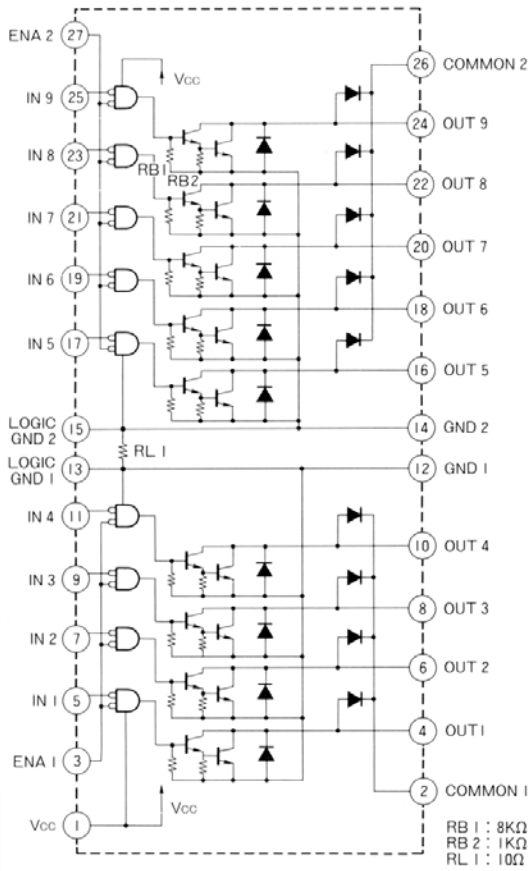 ENA 2 27
Vcc
26 COMMON 2
IN 9 25
24 OUT 9
IN 8 23
RB1
RB2
22 OUT 8
IN 7 21
20 OUT 7
IN 6 19
18 OUT 6
IN 5 17
16 OUT 5
LOGIC
GND 2
15
14 GND 2
RL 1
LOGIC
GND 1
13
12 GND 1
IN 4 11
10 OUT 4
IN 3 9
8 OUT 3
IN 2 7
6 OUT 2
IN 1 5
4 OUT 1
ENA 1 3
2 COMMON 1
Vcc
Vcc 1
RB 1 : 8KΩ
RB 2 : 1KΩ
RL 1 : 10Ω